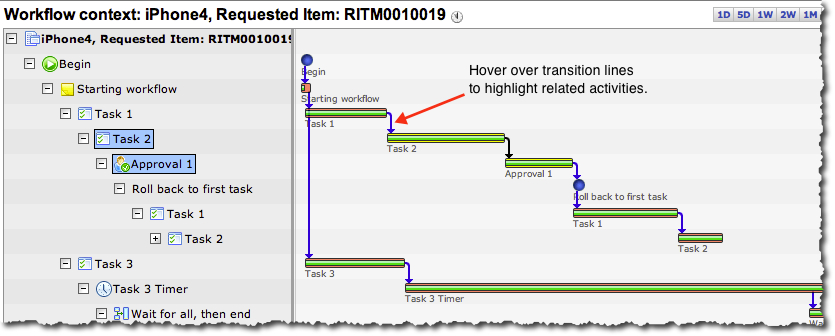 Workflow context: iPhone4, Requested Item: RITM0010019
1D 5D 1W 2W 1M
iPhone4, Requested Item: RITM0010019
Begin
Starting workflow
Task 1
Task 2
Approval 1
Roll back to first task
Task 1
Task 2
Task 3
Task 3 Timer
Wait for all, then end
Begin
Starting workflow
Hover over transition lines
to highlight related activities.
Task 1
Task 2
Approval 1
Roll back to first task
Task 1
Task 2
Task 3
Task 3 Timer